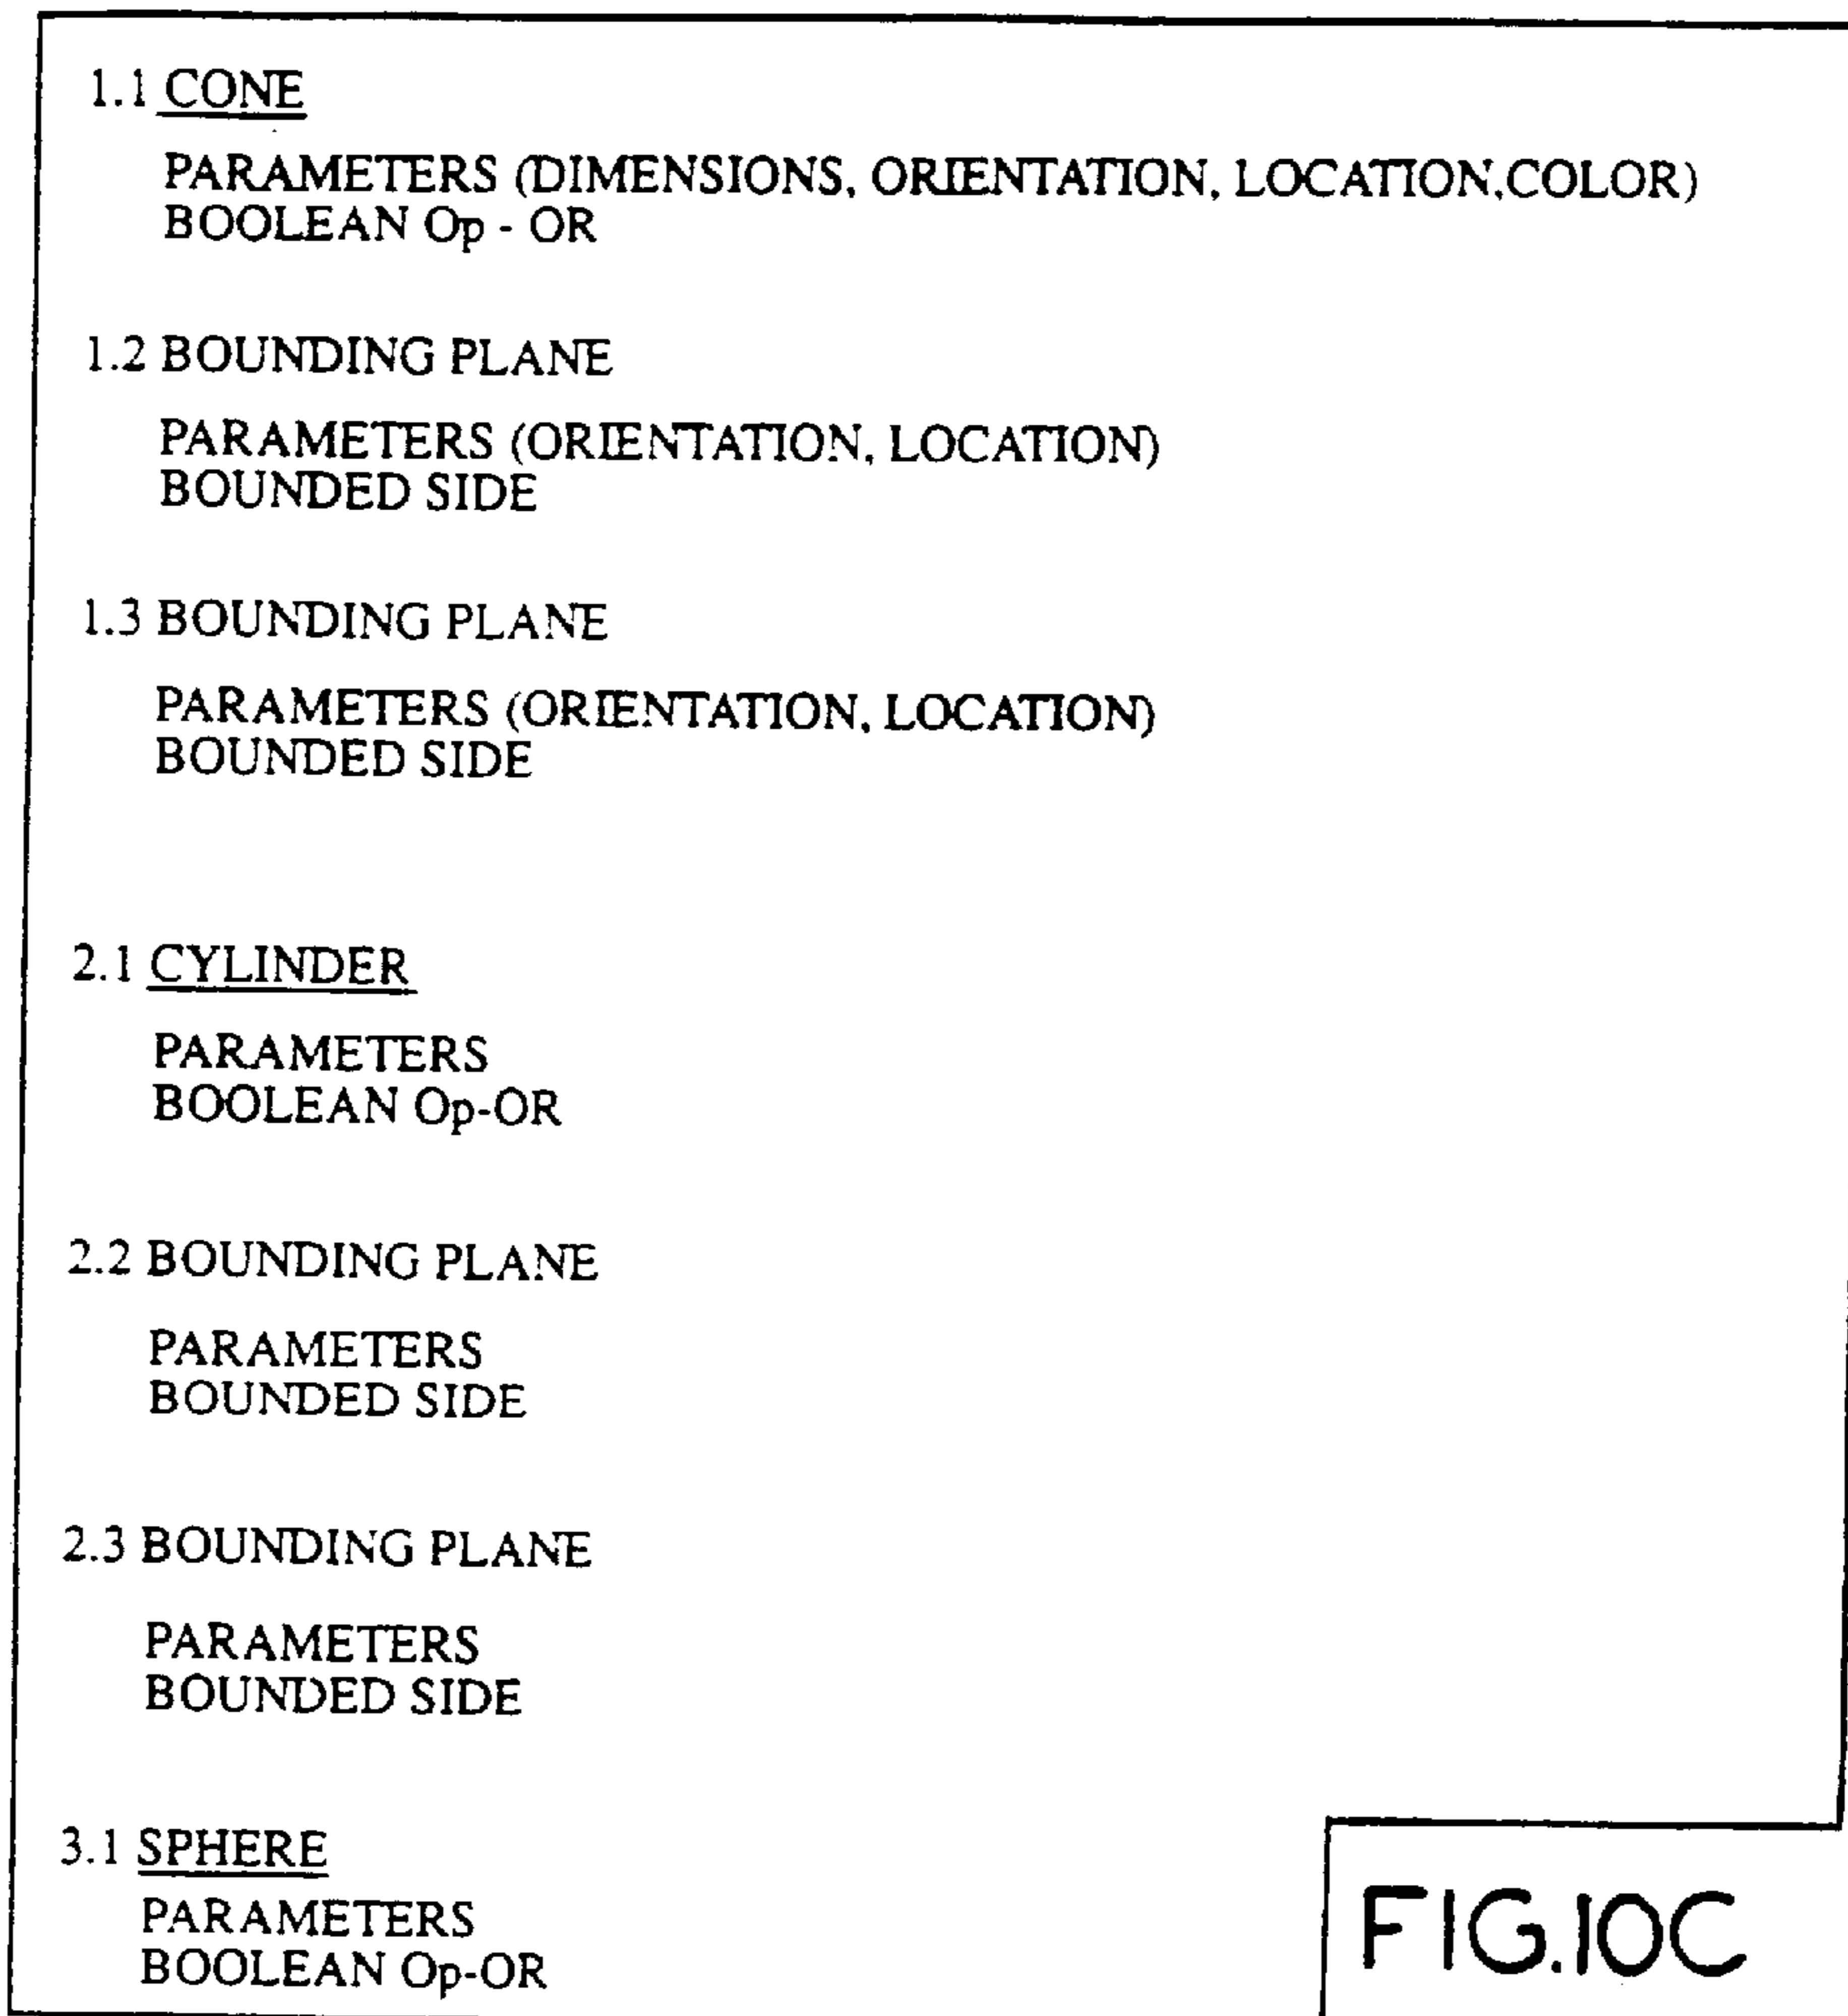 1.1 CONE
PARAMETERS (DIMENSIONS, ORIENTATION, LOCATION,COLOR)
BOOLEAN Op - OR
1.2 BOUNDING PLANE
PARAMETERS (ORIENTATION, LOCATION)
BOUNDED SIDE
1.3 BOUNDING PLANE
PARAMETERS (ORIENTATION, LOCATION)
BOUNDED SIDE
2.1 CYLINDER
PARAMETERS
BOOLEAN Op-OR
2.2 BOUNDING PLANE
PARAMETERS
BOUNDED SIDE
2.3 BOUNDING PLANE
PARAMETERS
BOUNDED SIDE
3.1 SPHERE
PARAMETERS
BOOLEAN Op-OR
FIG.10C